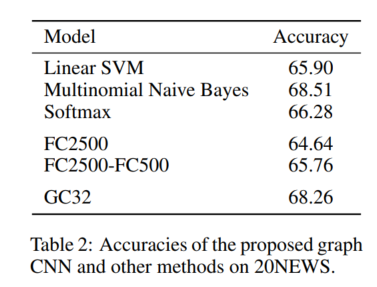 Model Accuracy
Linear SVM 65.90
Multinomial Naive Bayes 68.51
Softmax 66.28
FC2500 64.64
FC2500-FC500 65.76
GC32 68.26
Table 2: Accuracies of the proposed graph
CNN and other methods on 20NEWS.